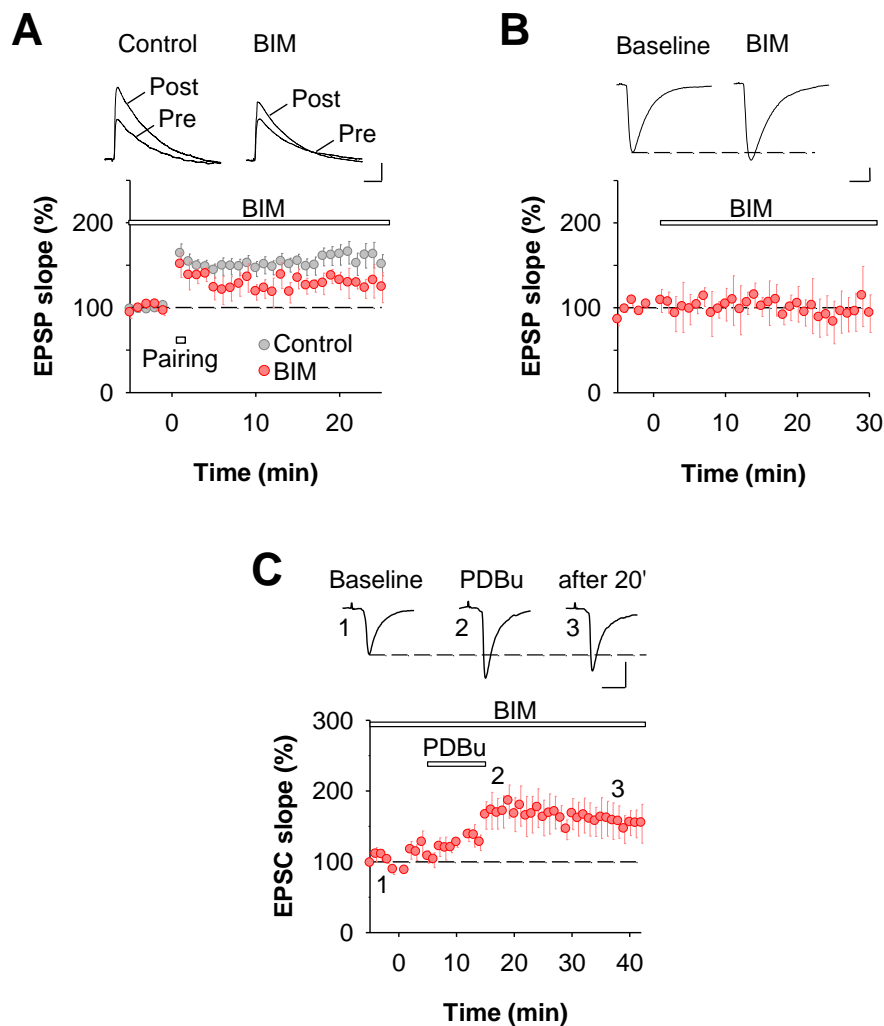 A
Control
BIM
Post
Pre
Post
Pre
EPSP slope (%)
200
100
0
BIM
Pairing
Control
BIM
0
10
20
Time (min)
B
Baseline
BIM
EPSP slope (%)
200
100
0
BIM
0
10
20
30
Time (min)
C
Baseline
PDBu
after 20'
1
2
3
EPSC slope (%)
300
200
100
0
BIM
PDBu
2
3
1
0
10
20
30
40
Time (min)